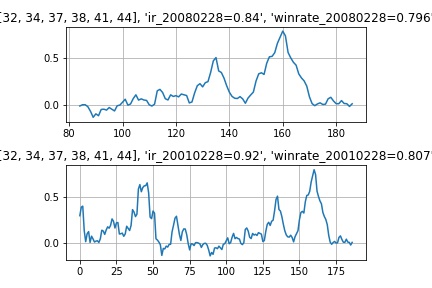 [32, 34, 37, 38, 41, 44], 'ir_20080228=0.84', 'winrate_20080228=0.796'
0.5
0.0
80 100 120 140 160 180
[32, 34, 37, 38, 41, 44], 'ir_20010228=0.92', 'winrate_20010228=0.807'
0.5
0.0
0 25 50 75 100 125 150 175